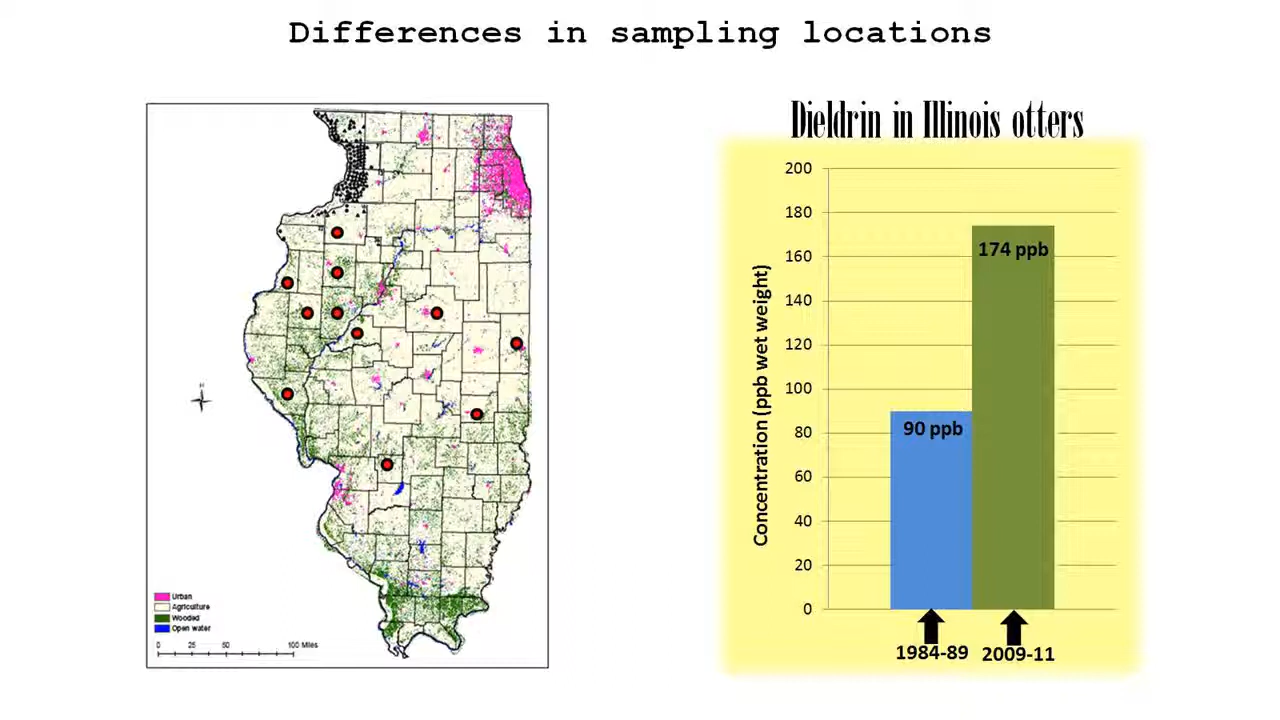 Differences in sampling locations
N
Urban
Agriculture
Wooded
Open water
0 25 50 100 Miles
Dieldrin in Illinois otters
Concentration (ppb wet weight)
200
180
160
140
120
100
80
60
40
20
0
174 ppb
90 ppb
1984-89 2009-11